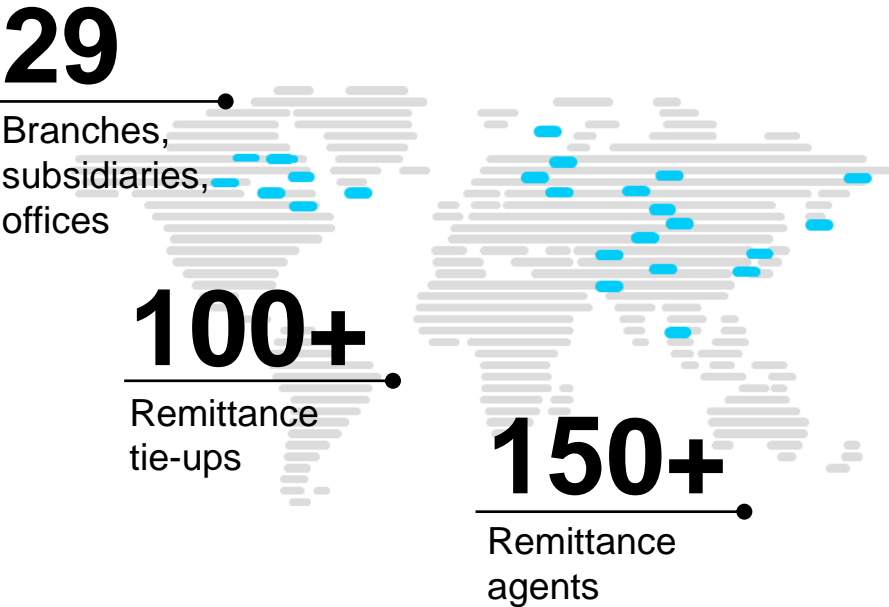 29
Branches,
subsidiaries,
offices
100+
Remittance
tie-ups
150+
Remittance
agents